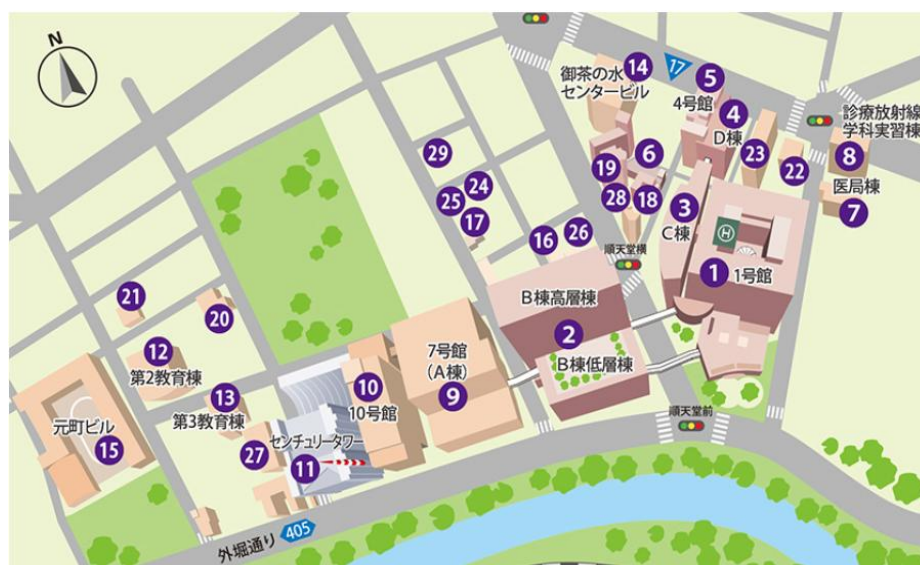 N
御茶の水
センタービル
14
17
5
4号館
4
D棟
診療放射線
学科実習棟
8
29
19
6
23
22
医局棟
7
25
24
17
28
18
3
C棟
H
1
1号館
16
26
順天堂横
B棟高層棟
2
B棟低層棟
21
20
12
第2教育棟
7号館
(A棟)
9
10
10号館
13
第3教育棟
順天堂前
元町ビル
15
27
センチュリータワー
11
外堀通り
405